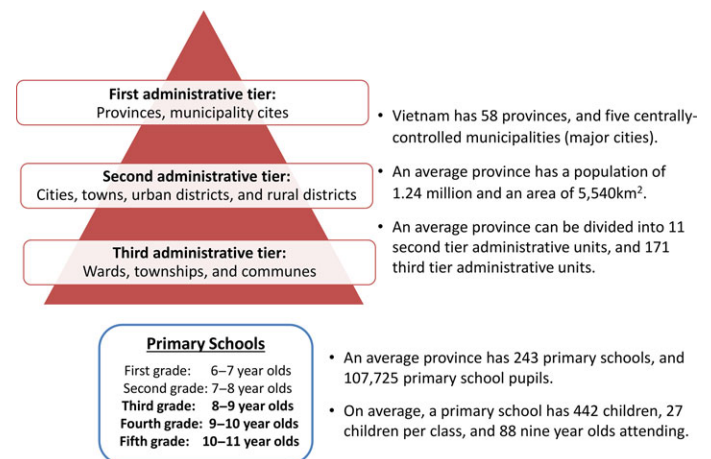 First administrative tier:
Provinces, municipality cites
Second administrative tier:
Cities, towns, urban districts, and rural districts
Third administrative tier:
Wards, townships, and communes
• Vietnam has 58 provinces, and five centrally-
controlled municipalities (major cities).
• An average province has a population of
1.24 million and an area of 5,540km².
• An average province can be divided into 11
second tier administrative units, and 171
third tier administrative units.
Primary Schools
First grade: 6–7 year olds
Second grade: 7–8 year olds
Third grade: 8–9 year olds
Fourth grade: 9–10 year olds
Fifth grade: 10–11 year olds
• An average province has 243 primary schools, and
107,725 primary school pupils.
• On average, a primary school has 442 children, 27
children per class, and 88 nine year olds attending.